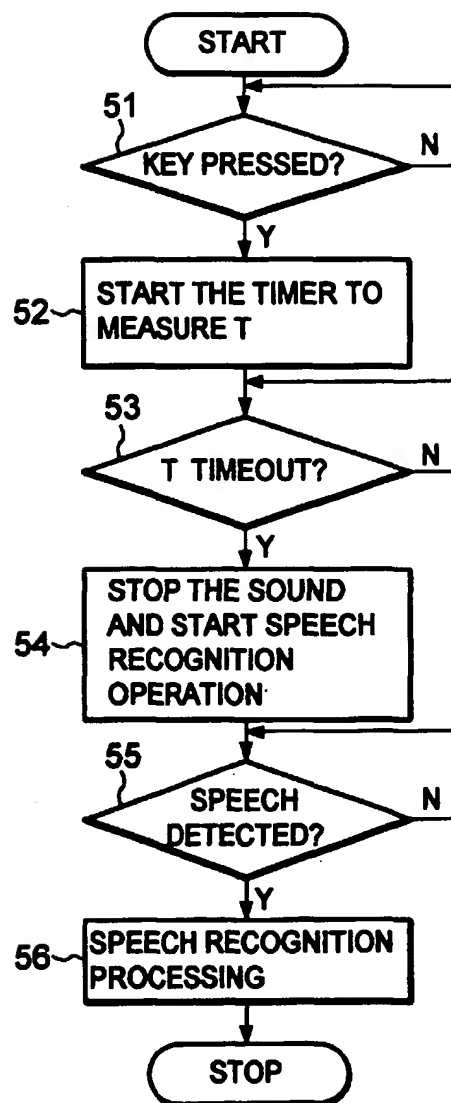 START
51
KEY PRESSED?
N
Y
52
START THE TIMER TO
MEASURE T
53
T TIMEOUT?
N
Y
54
STOP THE SOUND
AND START SPEECH
RECOGNITION
OPERATION
55
SPEECH
DETECTED?
N
Y
56
SPEECH RECOGNITION
PROCESSING
STOP